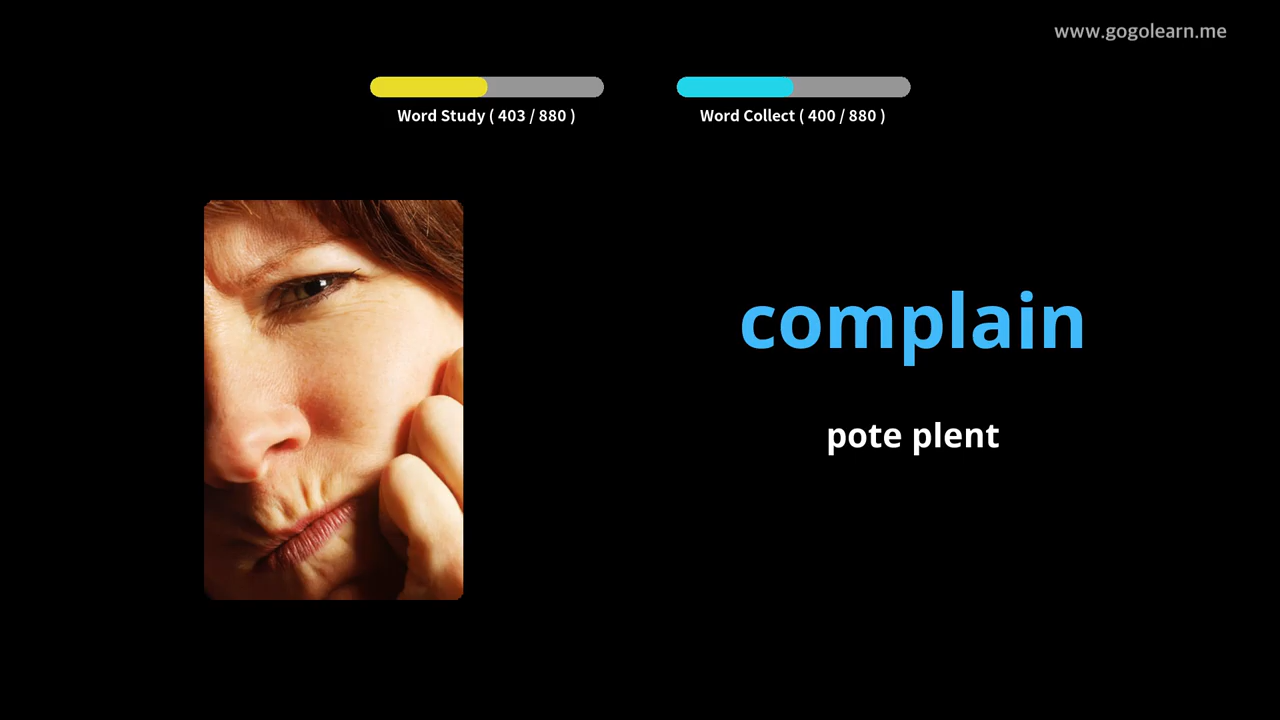 www.gogolearn.me
Word Study ( 403 / 880 )
Word Collect ( 400 / 880 )
complain
pote plent